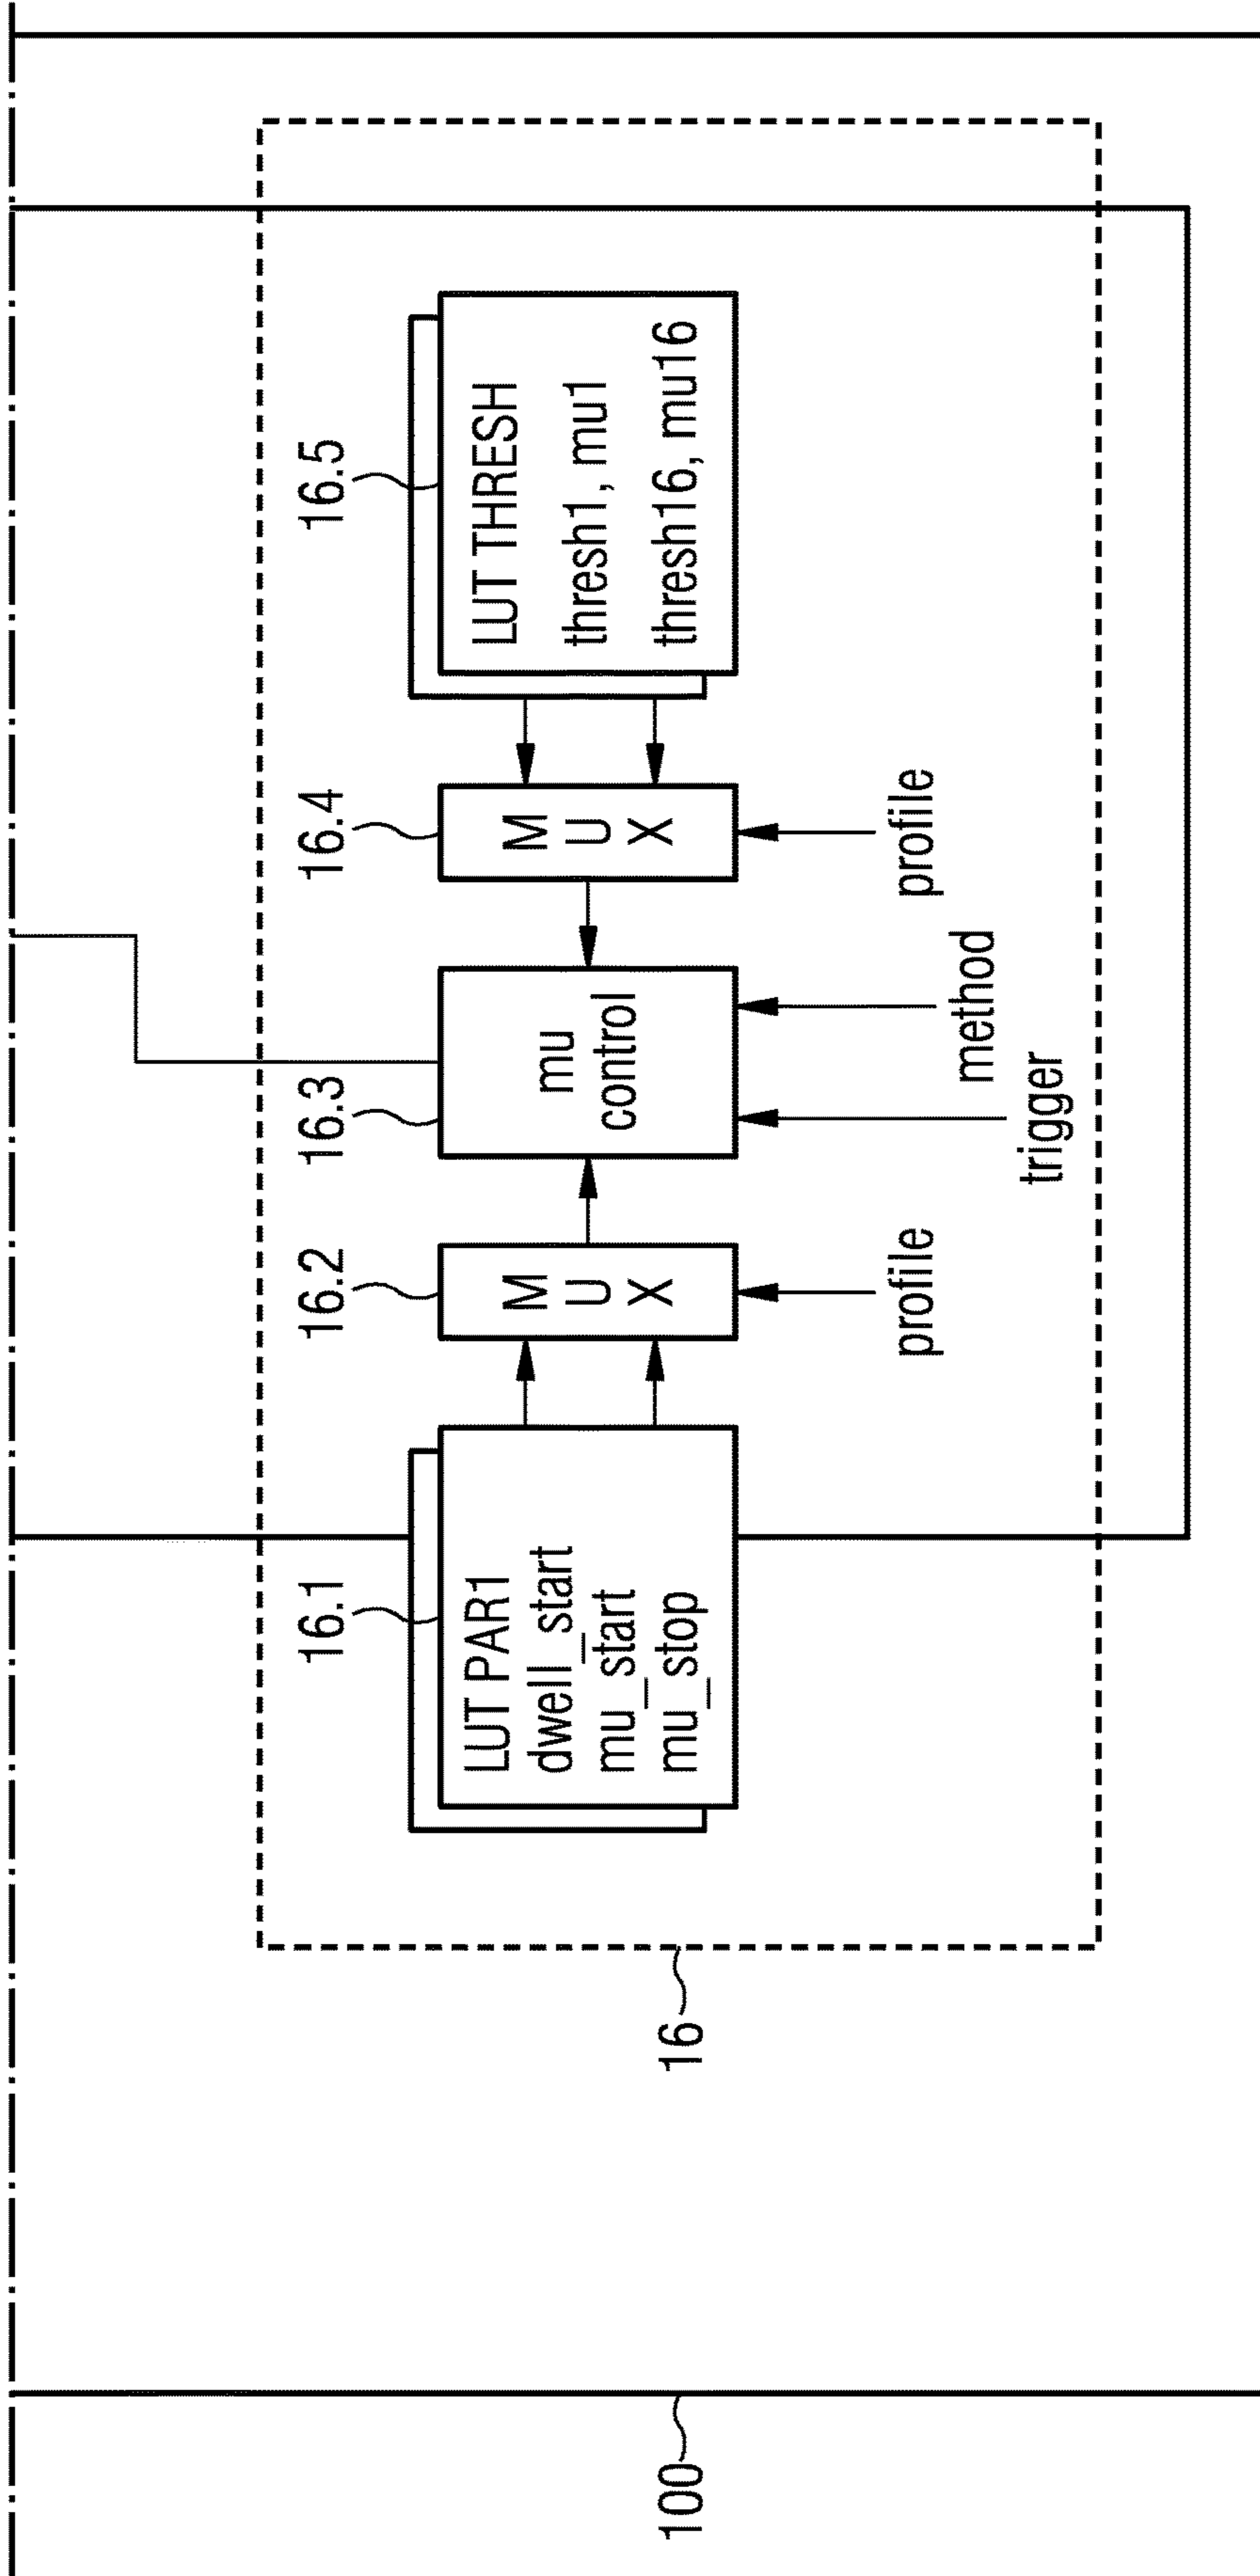 16.1
16.2
16.3
16.4
16.5
LUT PAR1
dwell_start
mu_start
mu_stop
M
U
X
mu
control
M
U
X
LUT THRESH
thresh1, mu1
thresh16, mu16
profile
trigger
method
profile
16
100